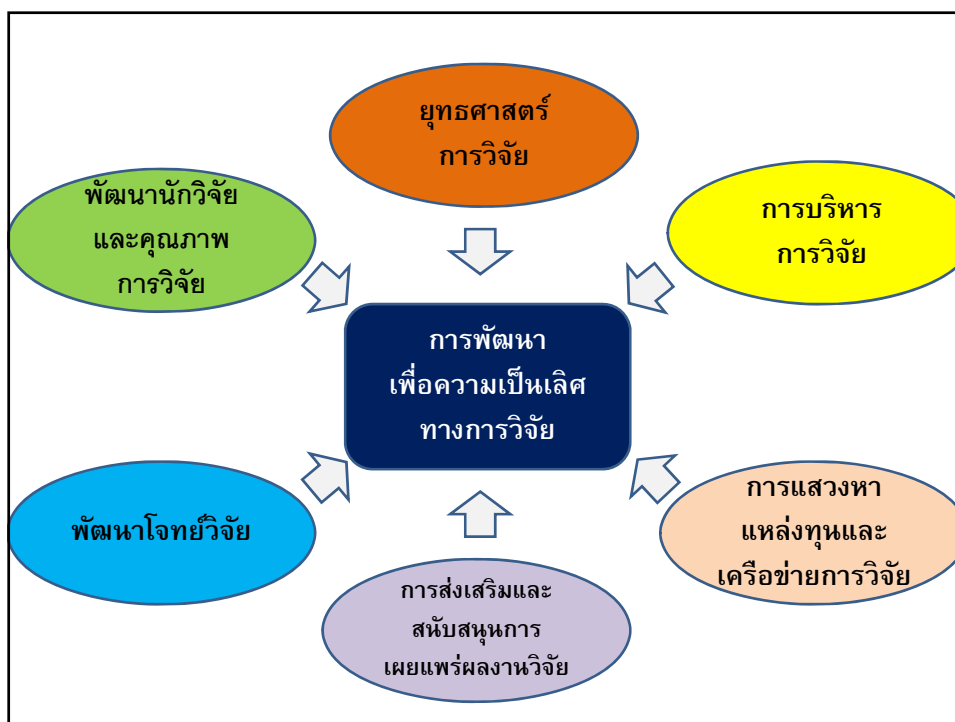 ยุทธศาสตร์
การวิจัย
พัฒนานักวิจัย
และคุณภาพ
การวิจัย
การบริหาร
การวิจัย
การพัฒนา
เพื่อความเป็นเลิศ
ทางการวิจัย
พัฒนาโจทย์วิจัย
การแสวงหา
แหล่งทุนและ
เครือข่ายการวิจัย
การส่งเสริมและ
สนับสนุนการ
เผยแพร่ผลงานวิจัย